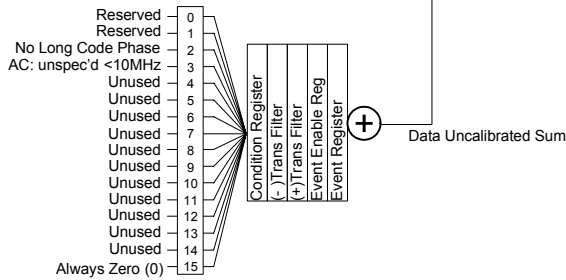 Reserved 0
Reserved 1
No Long Code Phase 2
AC: unspec'd <10MHz 3
Unused 4
Unused 5
Unused 6
Unused 7
Unused 8
Unused 9
Unused 10
Unused 11
Unused 12
Unused 13
Unused 14
Always Zero (0) 15
Condition Register
(- )Trans Filter
(+)Trans Filter
Event Enable Reg
Event Register
+
Data Uncalibrated Sum